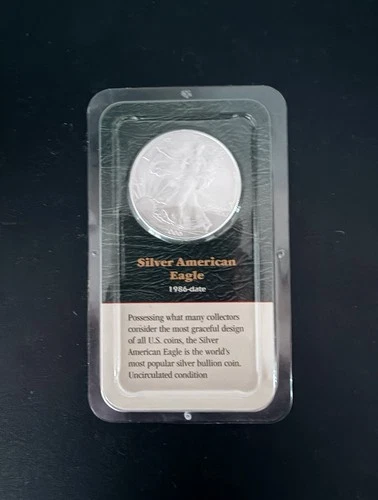 Silver American
Eagle
1986-date
Possessing what many collectors
consider the most graceful design
of all U.S. coins, the Silver
American Eagle is the world's
most popular silver bullion coin.
Uncirculated condition